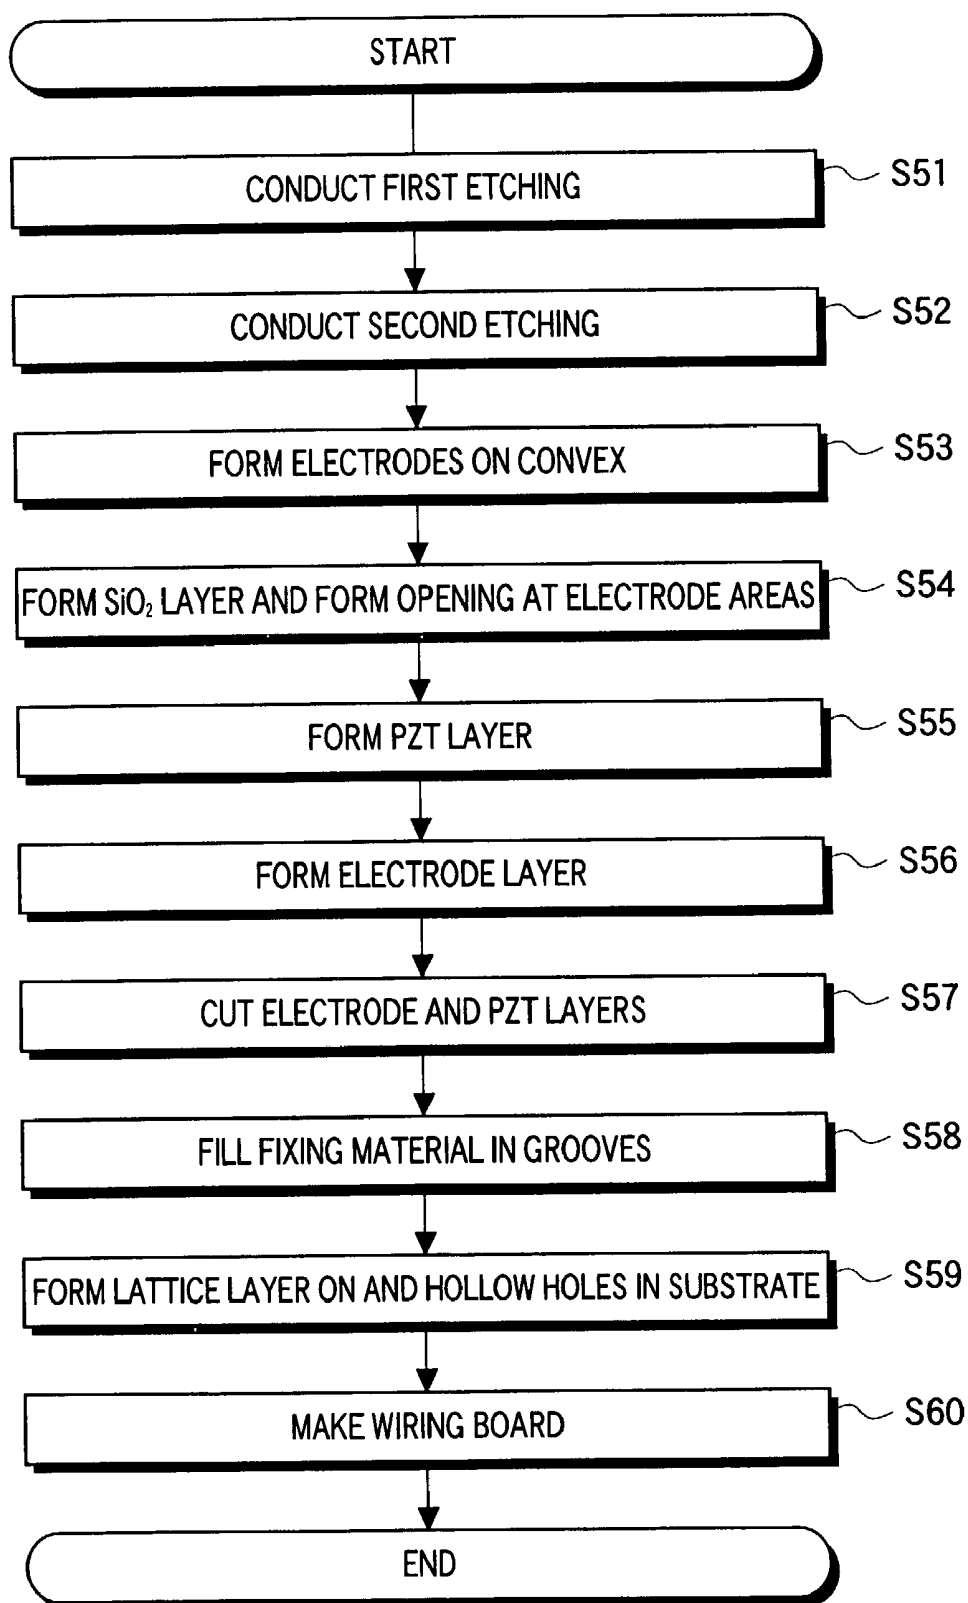 START
CONDUCT FIRST ETCHING
S51
CONDUCT SECOND ETCHING
S52
FORM ELECTRODES ON CONVEX
S53
FORM SiO₂ LAYER AND FORM OPENING AT ELECTRODE AREAS
S54
FORM PZT LAYER
S55
FORM ELECTRODE LAYER
S56
CUT ELECTRODE AND PZT LAYERS
S57
FILL FIXING MATERIAL IN GROOVES
S58
FORM LATTICE LAYER ON AND HOLLOW HOLES IN SUBSTRATE
S59
MAKE WIRING BOARD
S60
END